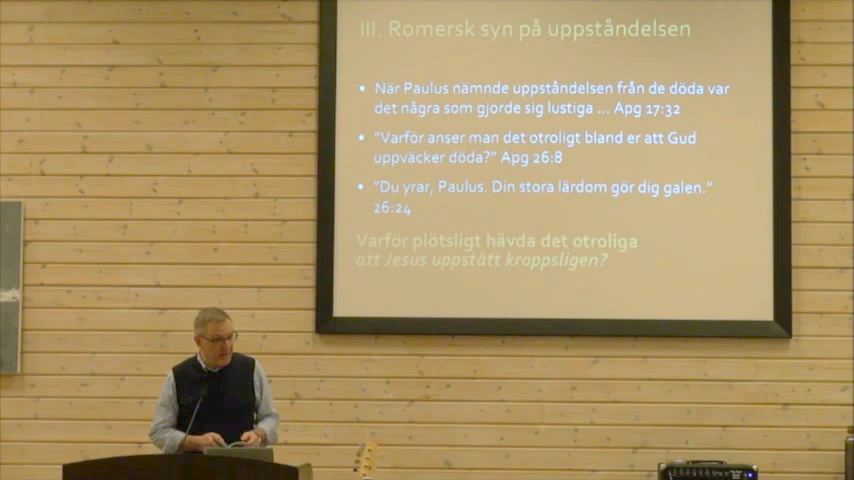 III. Romersk syn på uppståndelsen
• När Paulus nämnde uppståndelsen från de döda var
det några som gjorde sig lustiga ... Apg 17:32
• "Varför anser man det otroligt bland er att Gud
uppväcker döda?" Apg 26:8
• "Du yrar, Paulus. Din stora lärdom gör dig galen."
26:24
Varför plötsligt hävda det otroliga
att Jesus uppstått kroppsligen?